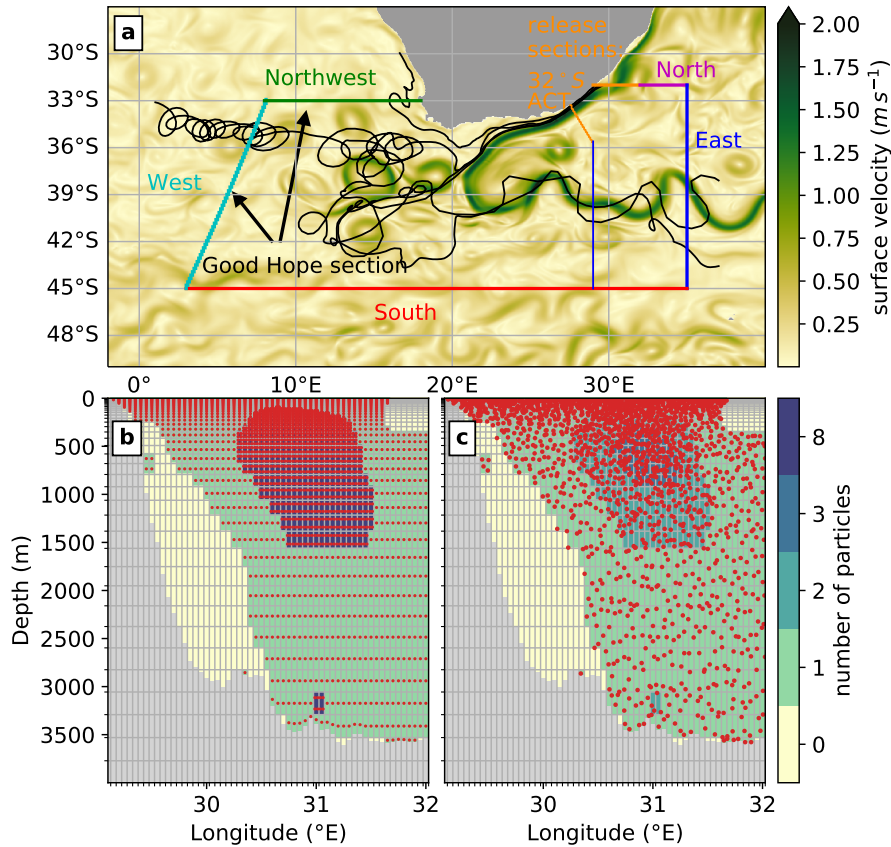 a
release
sections:
32°S
ACT
Northwest
North
East
West
Good Hope section
South
30°S
33°S
36°S
39°S
42°S
45°S
48°S
0°
10°E
20°E
30°E
2.00
1.75
1.50
1.25
1.00
0.75
0.50
0.25
surface velocity (m s⁻¹)
b
0
500
1000
1500
2000
2500
3000
3500
Depth (m)
30
31
32
Longitude (°E)
c
30
31
32
Longitude (°E)
8
3
2
1
0
number of particles